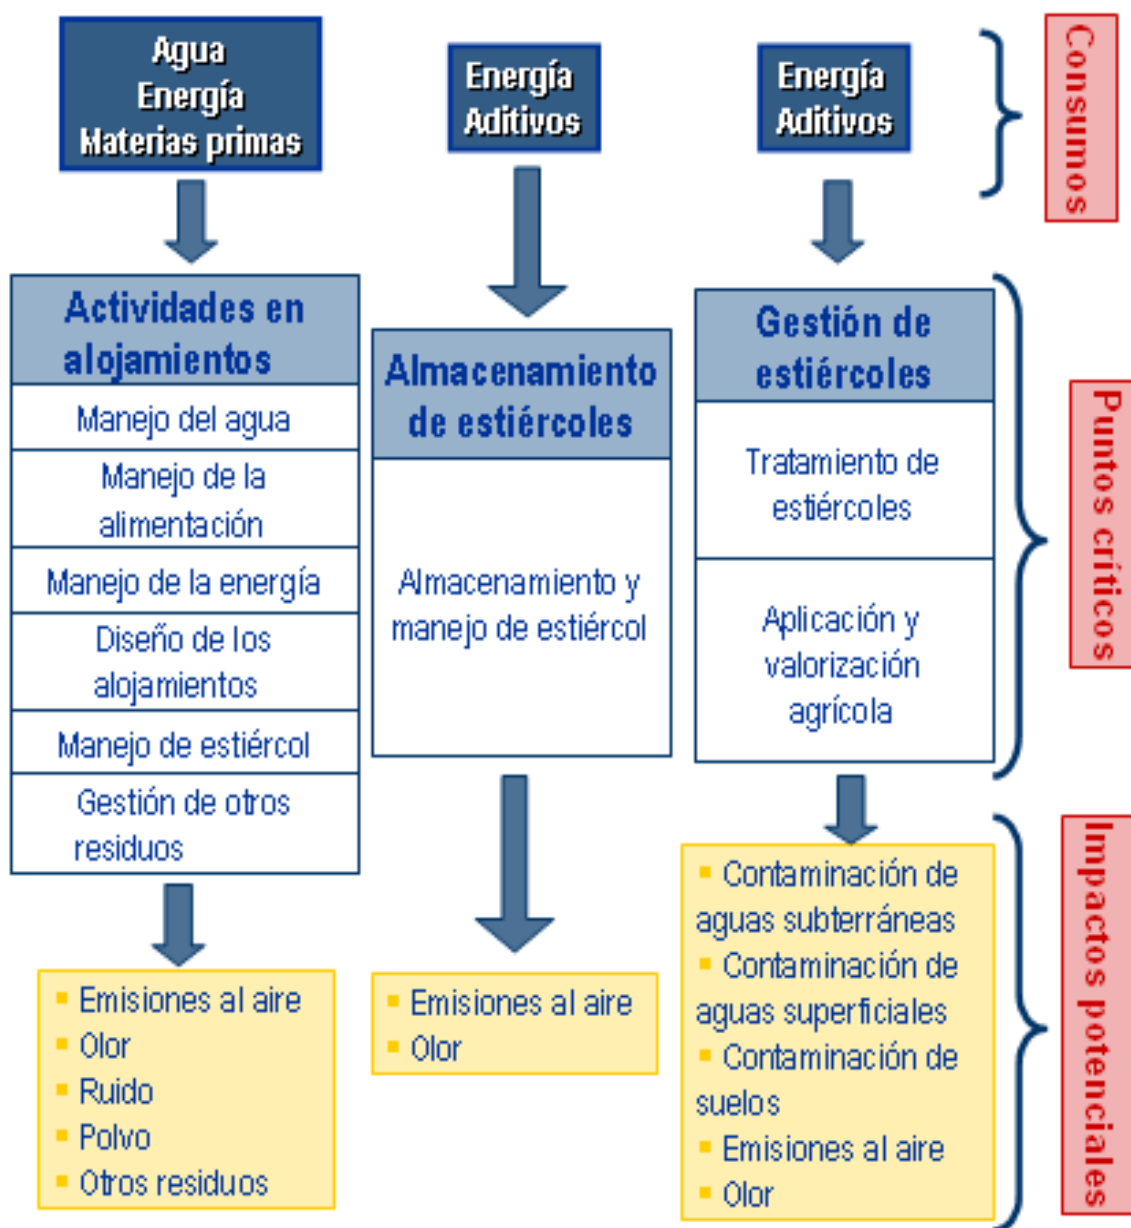 Agua
Energía
Materias primas
Energía
Aditivos
Energía
Aditivos
Consumos
Actividades en
alojamientos
Manejo del agua
Manejo de la
alimentación
Manejo de la energía
Diseño de los
alojamientos
Manejo de estiércol
Gestión de otros
residuos
Almacenamiento
de estiércoles
Almacenamiento y
manejo de estiércol
Gestión de
estiércoles
Tratamiento de
estiércoles
Aplicación y
valorización
agrícola
Puntos críticos
▪ Emisiones al aire
▪ Olor
▪ Ruido
▪ Polvo
▪ Otros residuos
▪ Emisiones al aire
▪ Olor
▪ Contaminación de
aguas subterráneas
▪ Contaminación de
aguas superficiales
▪ Contaminación de
suelos
▪ Emisiones al aire
▪ Olor
Impactos potenciales